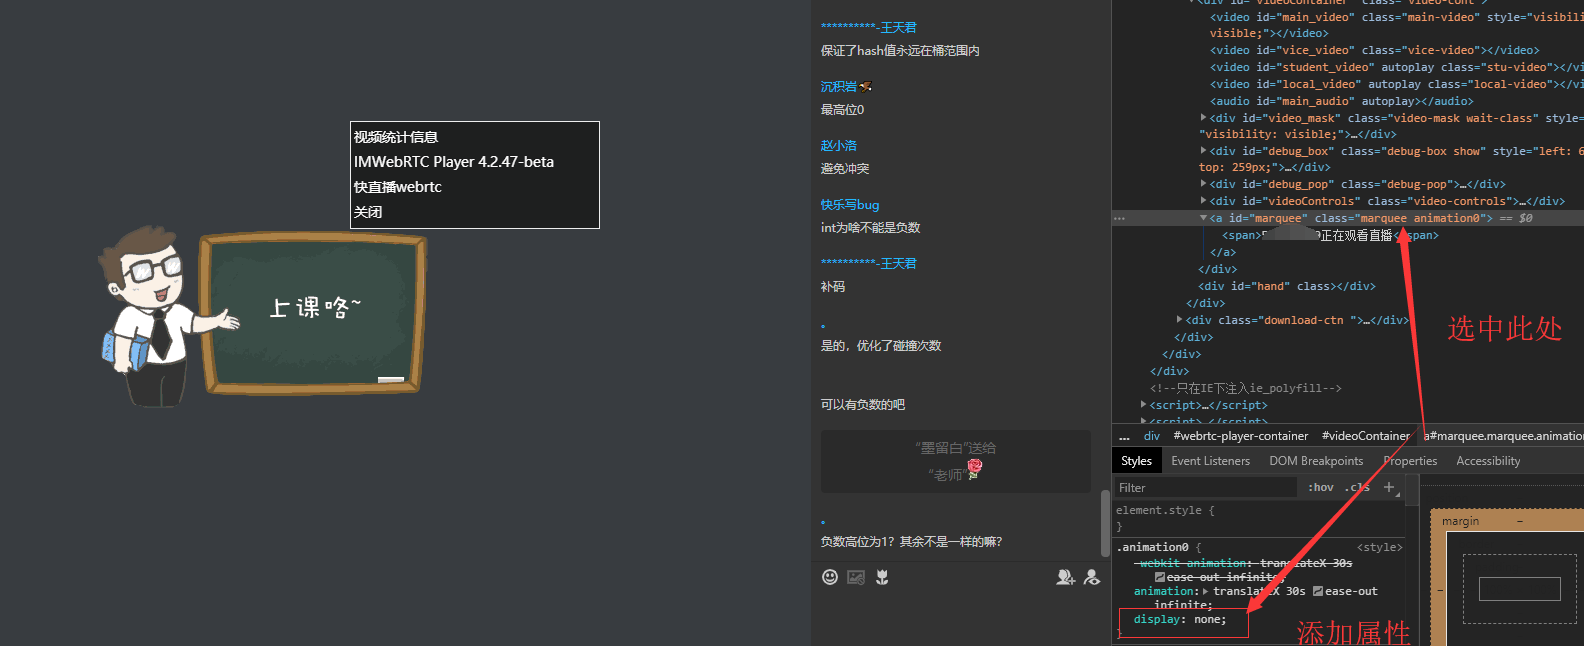 视频统计信息
IMWebRTC Player 4.2.47-beta
快直播webrtc
关闭
上课咯~
**********-王天君
保证了hash值永远在桶范围内
沉积岩
最高位0
赵小洛
避免冲突
快乐写bug
int为啥不能是负数
**********-王天君
补码
。
是的，优化了碰撞次数
可以有负数的吧
“墨留白”送给
“老师”
。
负数高位为1？其余不是一样的嘛?
<div id="videoContainer" class="video-cont">
<video id="main_video" class="main-video" style="visibili
visible;"></video>
<video id="vice_video" class="vice-video"></video>
<video id="student_video" autoplay class="stu-video"></vi
<video id="local_video" autoplay class="local-video"></vi
<audio id="main_audio" autoplay></audio>
<div id="video_mask" class="video-mask wait-class" style=
"visibility: visible;">…</div>
<div id="debug_box" class="debug-box show" style="left: 6
top: 259px;">…</div>
<div id="debug_pop" class="debug-pop">…</div>
<div id="videoControls" class="video-controls">…</div>
<a id="marquee" class="marquee animation0"> == $0
<span>正在观看直播</span>
</a>
</div>
<div id="hand" class></div>
</div>
<div class="download-ctn ">…</div>
</div>
</div>
</div>
<!--只在IE下注入ie_polyfill-->
<script>…</script>
<script>…</script>
选中此处
… div #webrtc-player-container #videoContainer a#marquee.marquee.animation
Styles Event Listeners DOM Breakpoints Properties Accessibility
Filter :hov .cls +
element.style {
}
.animation0 { <style>
-webkit-animation: translateX 30s
ease-out infinite;
animation: translateX 30s ease-out
infinite;
display: none;
}
margin –
–
添加属性